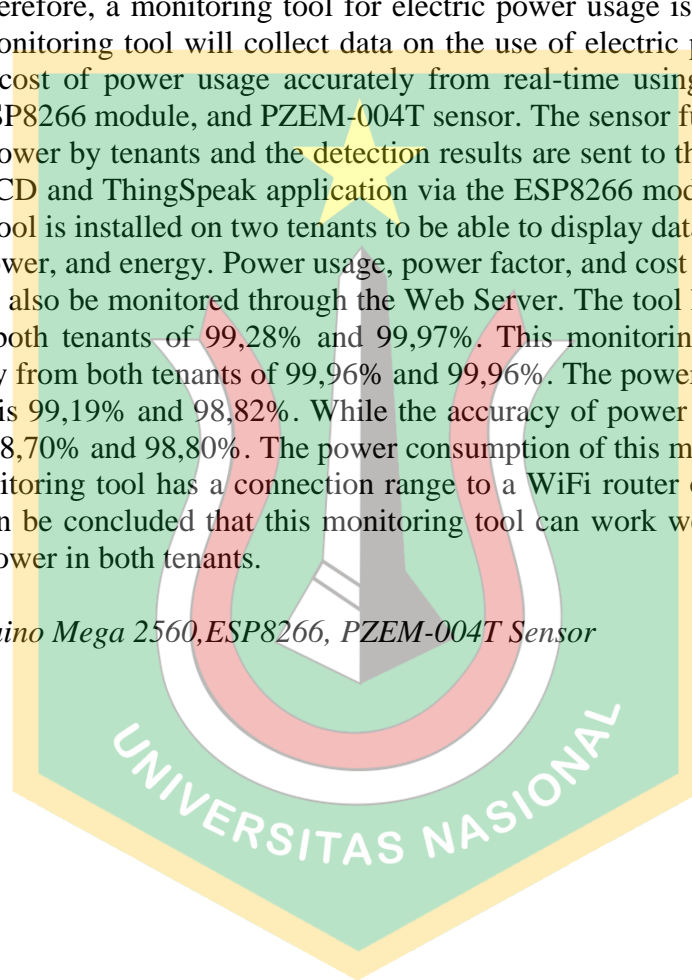 erefore, a monitoring tool for electric power usage is
onitoring tool will collect data on the use of electric p
cost of power usage accurately from real-time using
SP8266 module, and PZEM-004T sensor. The sensor fu
ower by tenants and the detection results are sent to th
CD and ThingSpeak application via the ESP8266 mod
ool is installed on two tenants to be able to display data
ower, and energy. Power usage, power factor, and cost
also be monitored through the Web Server. The tool
both tenants of 99,28% and 99,97%. This monitoring
y from both tenants of 99,96% and 99,96%. The power
is 99,19% and 98,82%. While the accuracy of power
8,70% and 98,80%. The power consumption of this m
itoring tool has a connection range to a WiFi router
n be concluded that this monitoring tool can work we
ower in both tenants.
uino Mega 2560,ESP8266, PZEM-004T Sensor
UNIVERSITAS NASIONAL